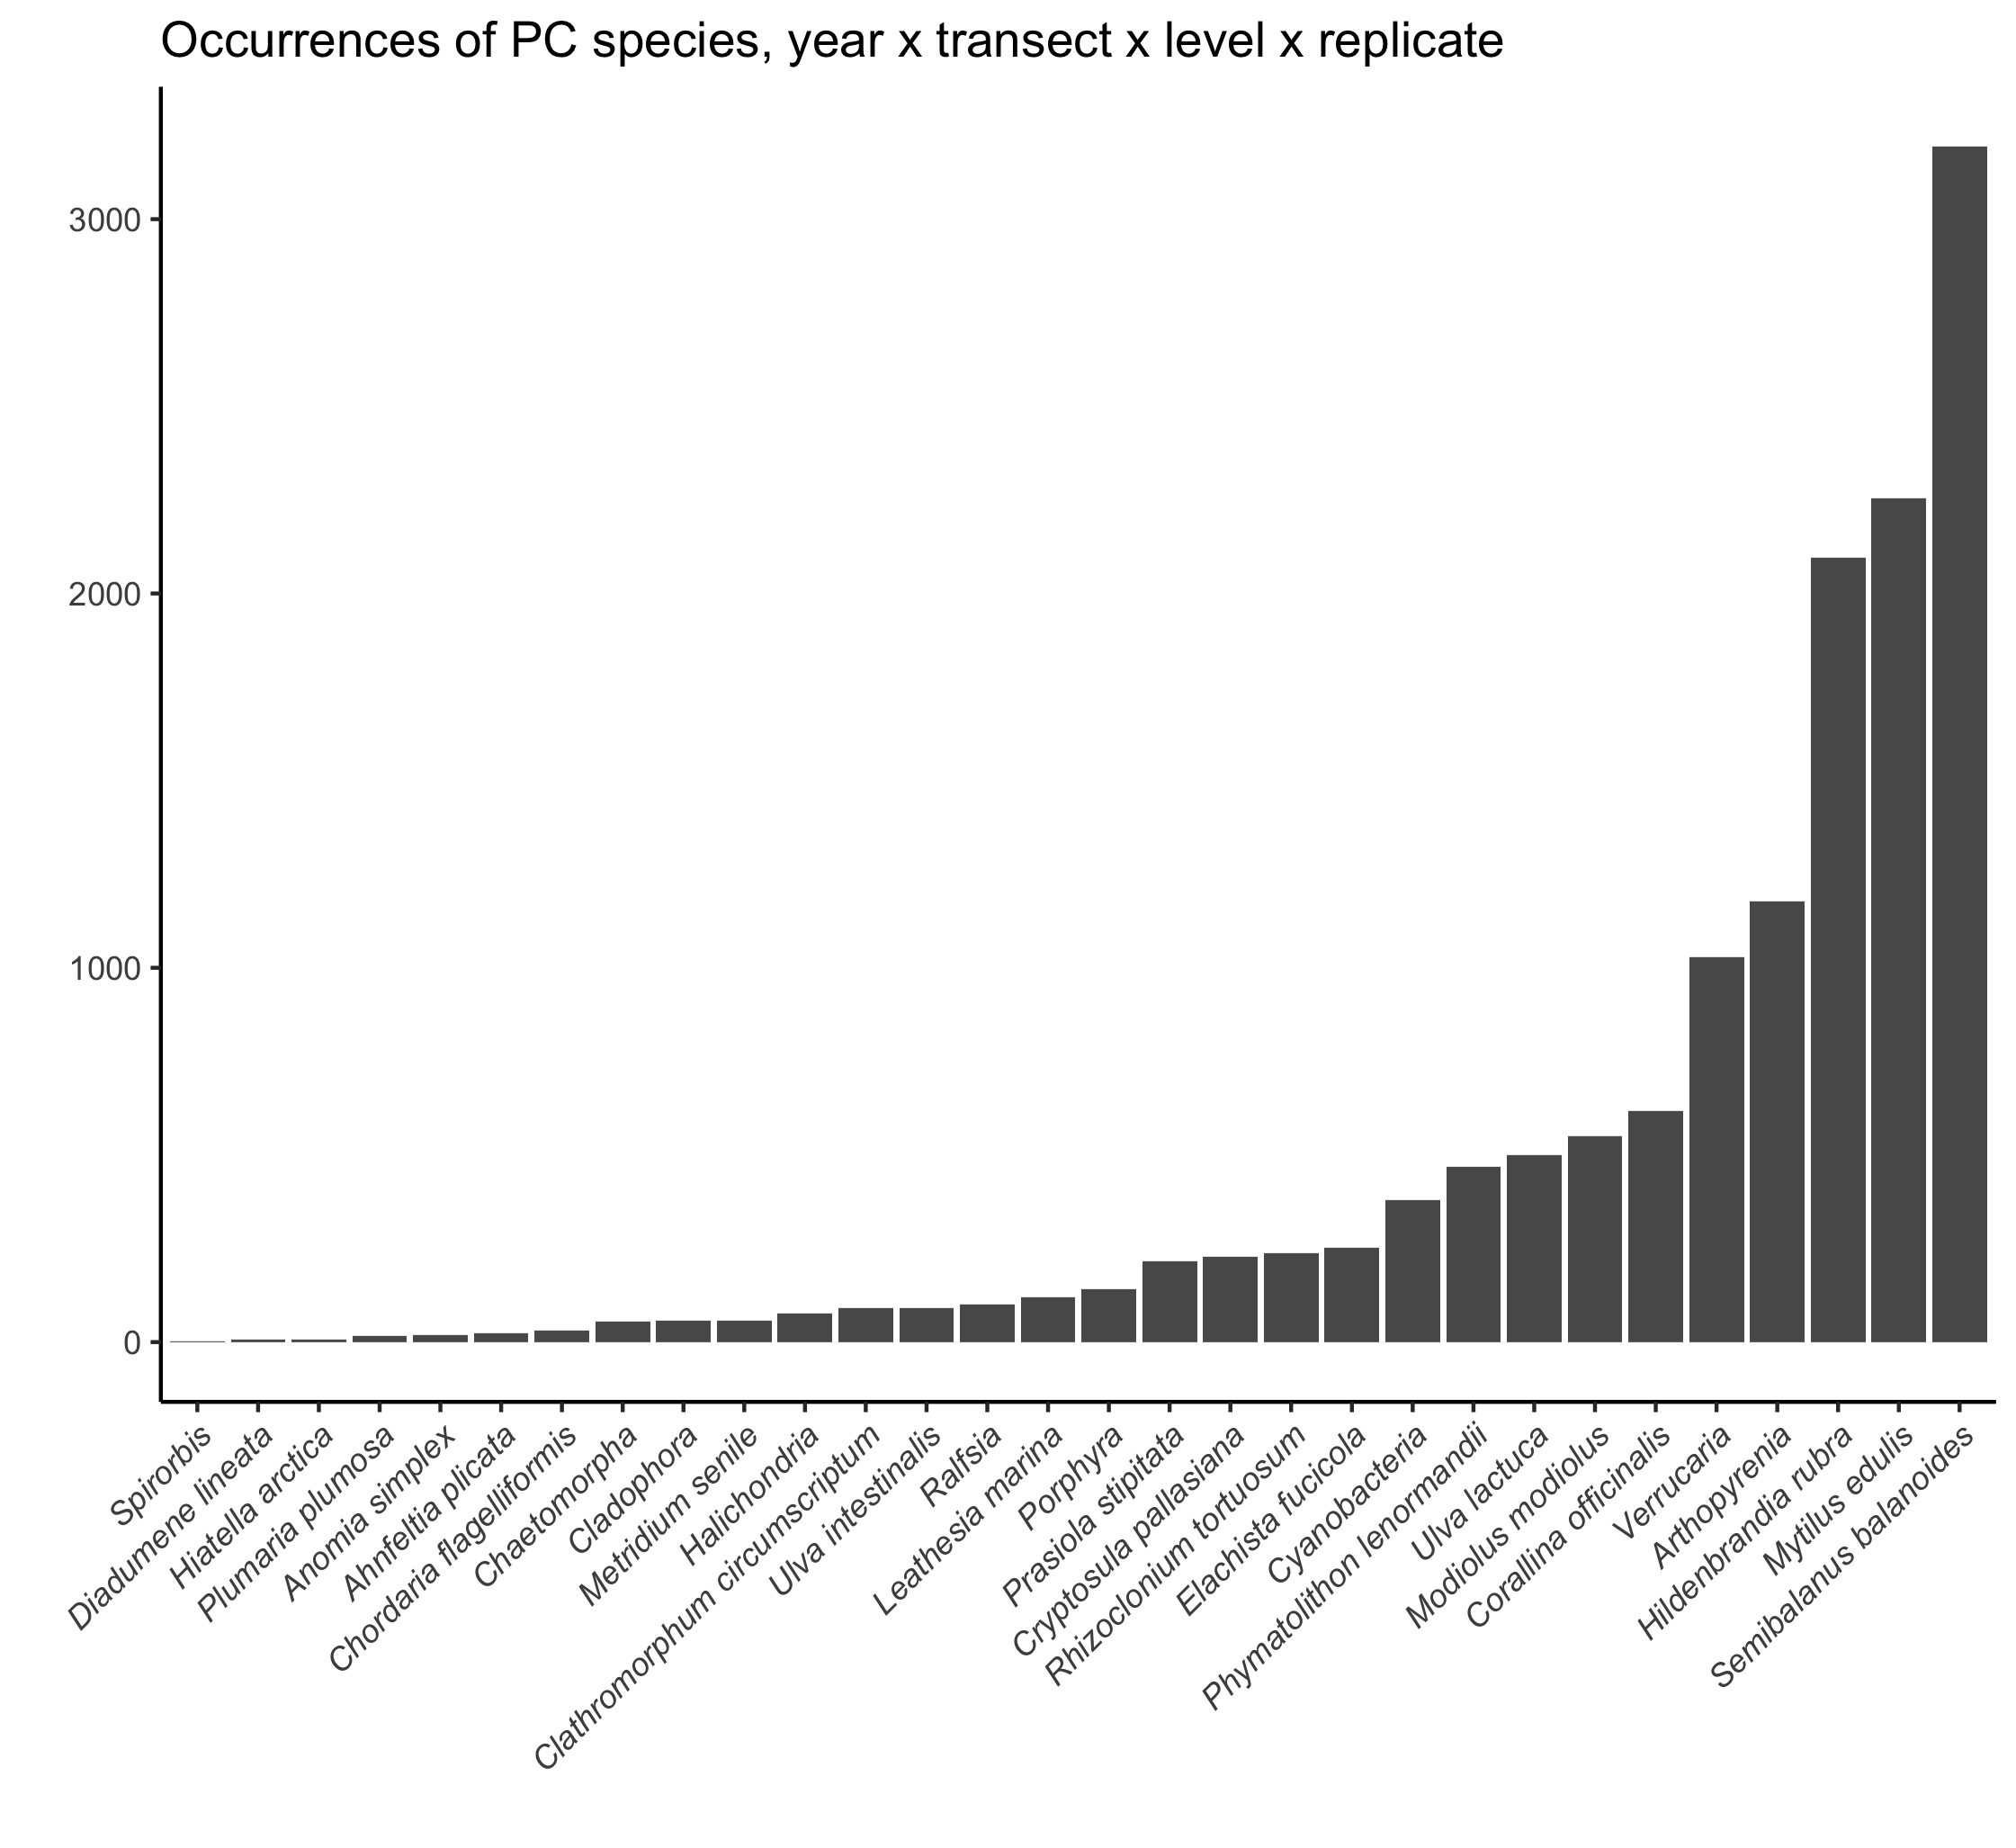 Occurrences of PC species, year x transect x level x replicate
3000
2000
1000
0
Spirorbis
Diadumene lineata
Hiatella arctica
Plumaria plumosa
Anomia simplex
Ahnfeltia plicata
Chordaria flagelliformis
Chaetomorpha
Cladophora
Metridium senile
Halichondria
Clathromorphum circumscriptum
Ulva intestinalis
Ralfsia
Leathesia marina
Porphyra
Prasiola stipitata
Cryptosula pallasiana
Rhizoclonium tortuosum
Elachista fucicola
Cyanobacteria
Phymatolithon lenormandii
Ulva lactuca
Modiolus modiolus
Corallina officinalis
Verrucaria
Arthopyrenia
Hildenbrandia rubra
Mytilus edulis
Semibalanus balanoides